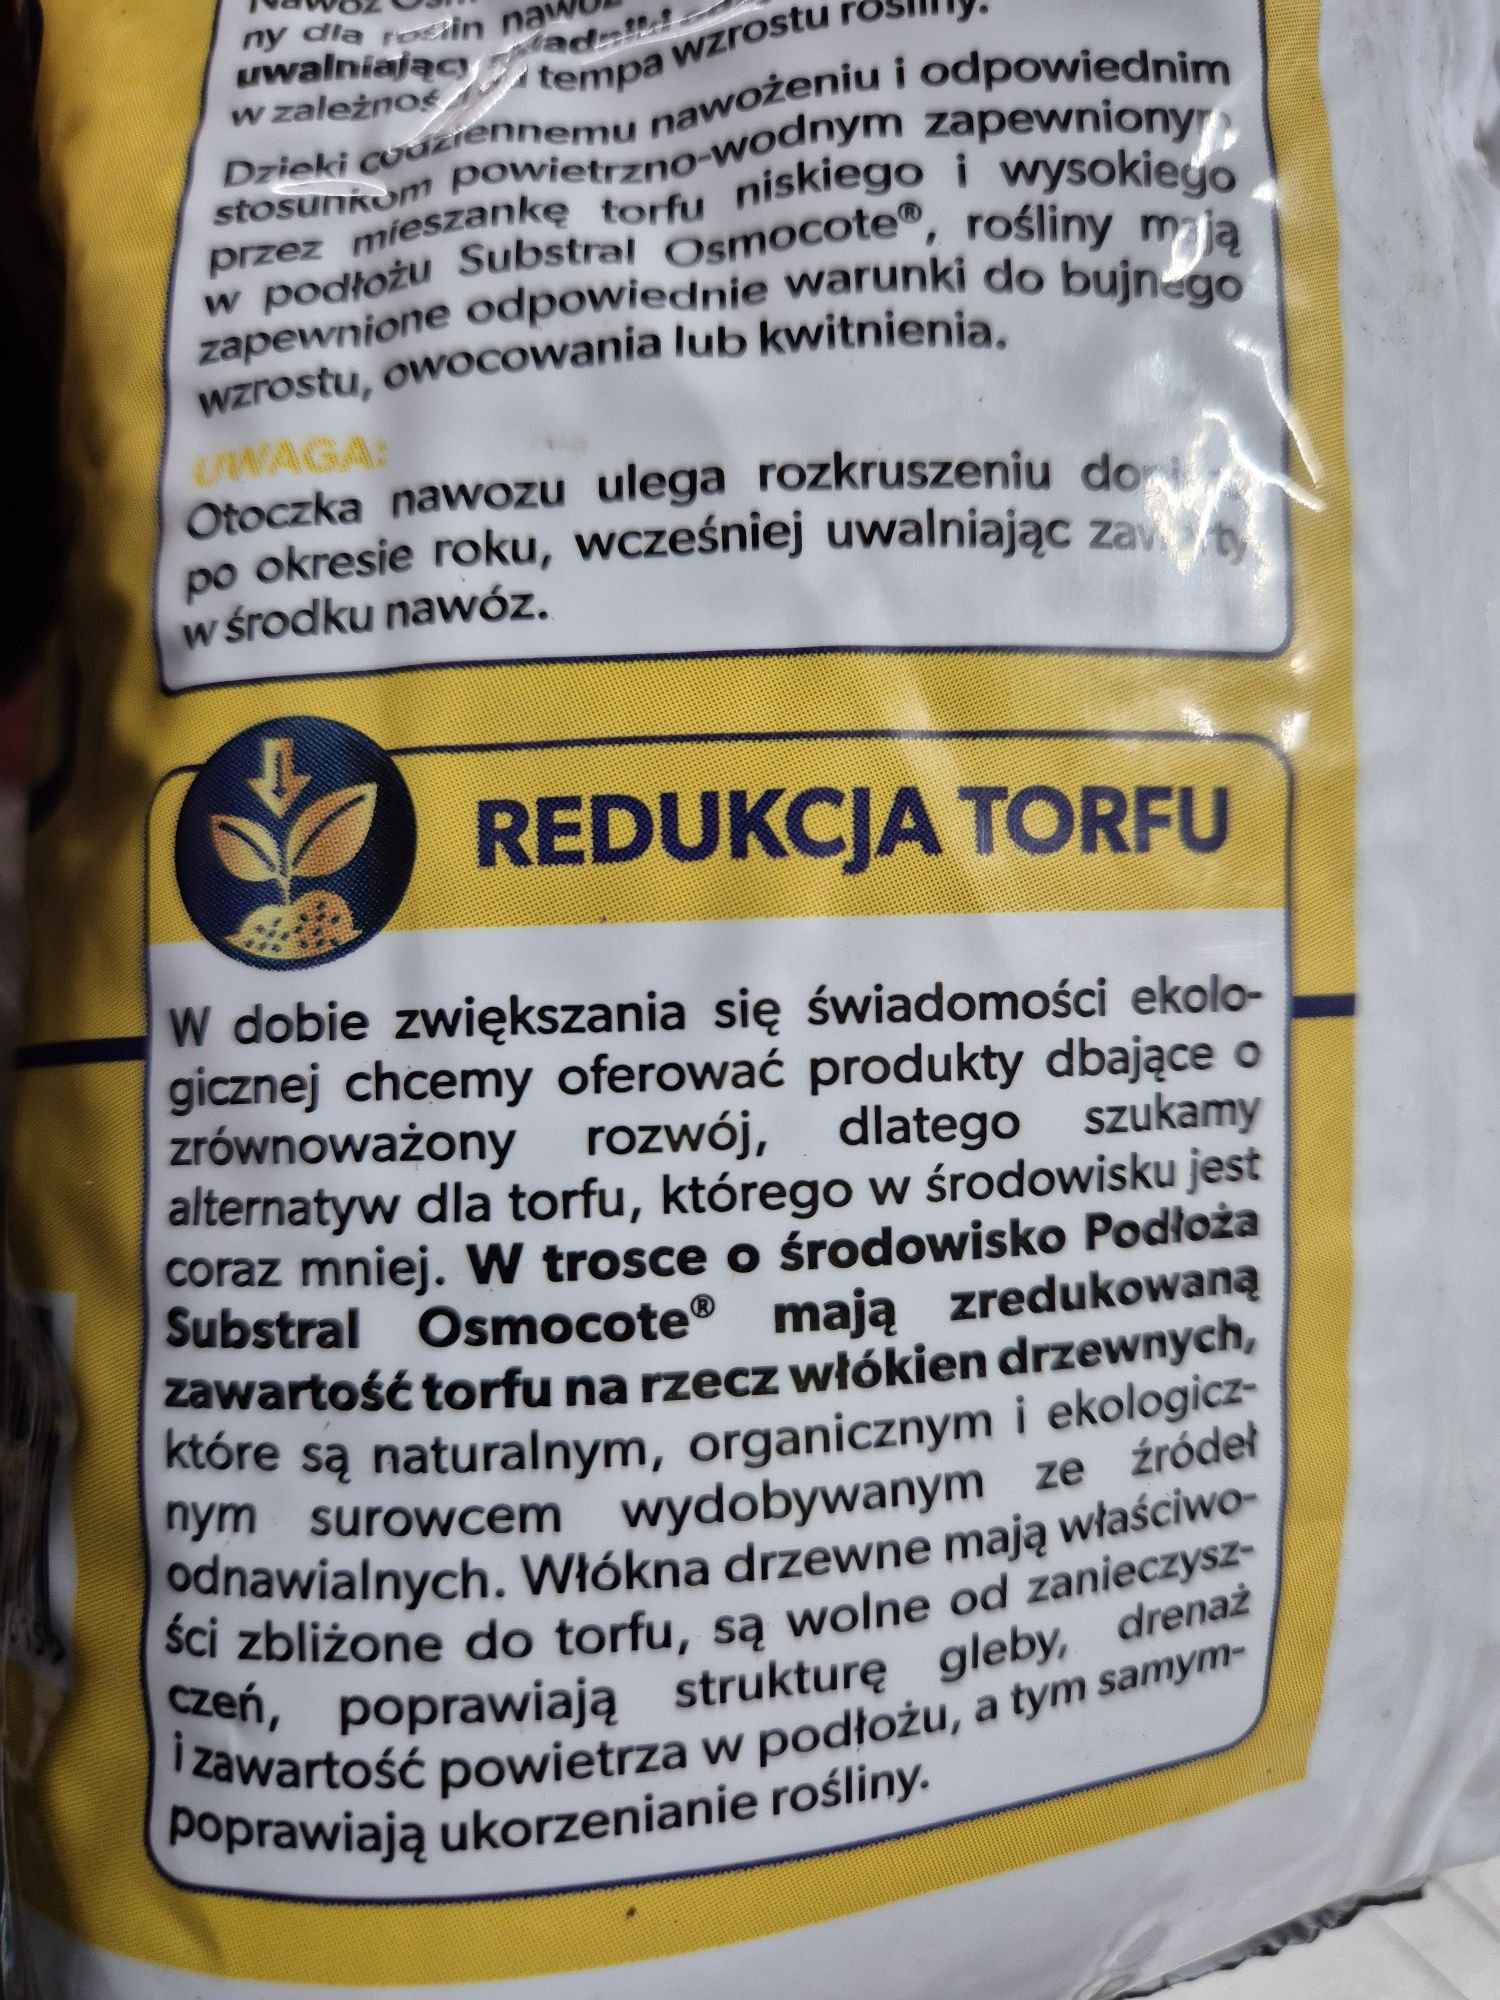 ny dla roślin
uwalniający
tempa wzrostu rośliny.
Dzięki codziennemu nawożeniu i odpowiednim
stosunkom powietrzno-wodnym zapewnionym
przez mieszankę torfu niskiego i wysokiego
w podłożu Substral Osmocote®, rośliny mają
zapewnione odpowiednie warunki do bujnego
wzrostu, owocowania lub kwitnienia.
UWAGA:
Otoczka nawozu ulega rozkruszeniu
po okresie roku, wcześniej uwalniając zawarty
w środku nawóz.
REDUKCJA TORFU
W dobie zwiększania się świadomości ekolo-
gicznej chcemy oferować produkty dbające o
zrównoważony rozwój, dlatego szukamy
alternatyw dla torfu, którego w środowisku jest
coraz mniej. W trosce o środowisko Podłoża
Substral Osmocote® mają zredukowaną
zawartość torfu na rzecz włókien drzewnych,
które są naturalnym, organicznym i ekologicz-
nym surowcem wydobywanym ze źródeł
odnawialnych. Włókna drzewne mają właściwo-
ści zbliżone do torfu, są wolne od zanieczysz-
czeń, poprawiają strukturę gleby, drenaż
i zawartość powietrza w podłożu, a tym samym-
poprawiają ukorzenianie rośliny.